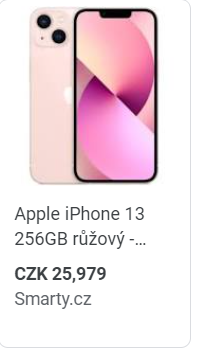 Apple iPhone 13
256GB růžový -...
CZK 25,979
Smarty.cz